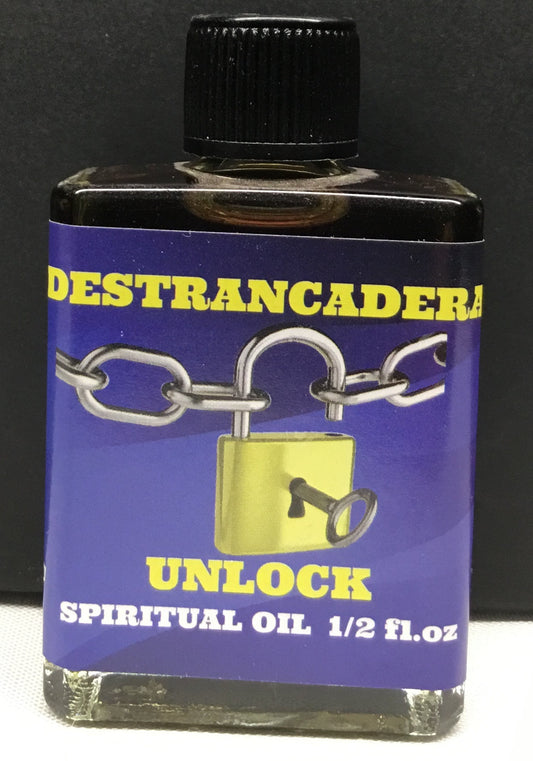 DESTRANCADERA
UNLOCK
SPIRITUAL OIL 1/2 fl.oz